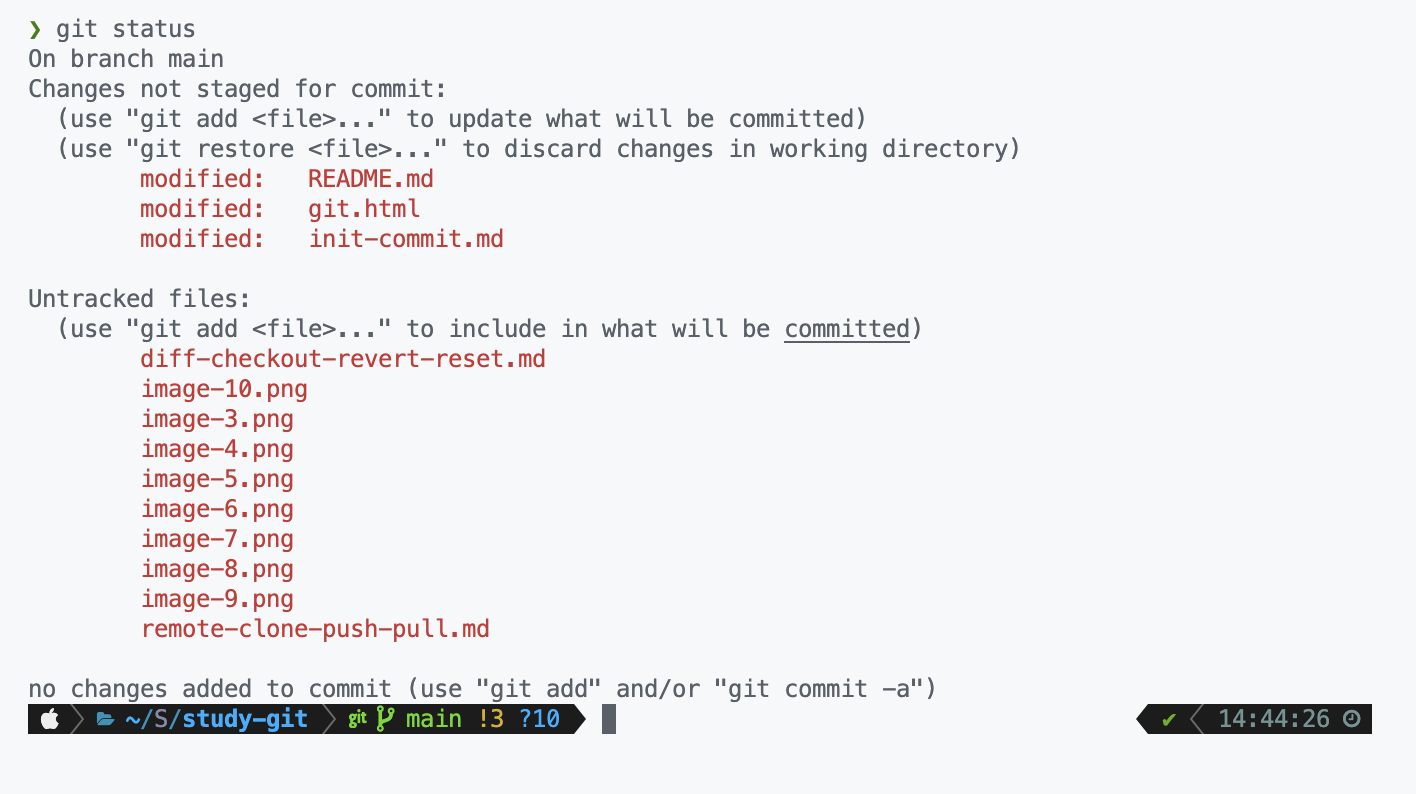 ❯ git status
On branch main
Changes not staged for commit:
  (use "git add <file>..." to update what will be committed)
  (use "git restore <file>..." to discard changes in working directory)
        modified:   README.md
        modified:   git.html
        modified:   init-commit.md

Untracked files:
  (use "git add <file>..." to include in what will be committed)
        diff-checkout-revert-reset.md
        image-10.png
        image-3.png
        image-4.png
        image-5.png
        image-6.png
        image-7.png
        image-8.png
        image-9.png
        remote-clone-push-pull.md

no changes added to commit (use "git add" and/or "git commit -a")
~/S/study-git git main !3 ?10 ✔ 14:44:26